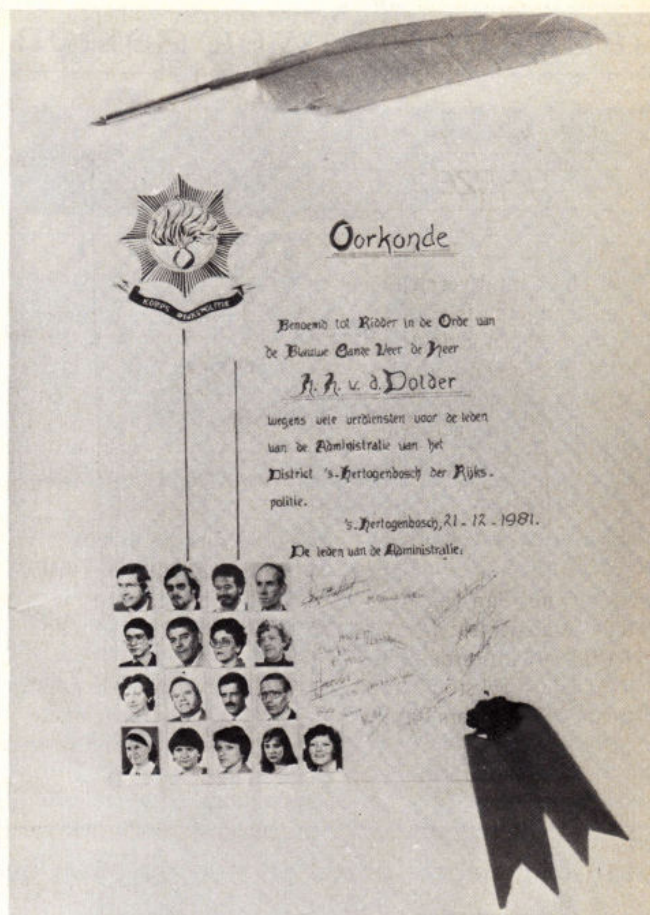 Oorkonde
KORPS RIJKSPOLITIE
Benoemd tot Ridder in de Orde van
de Blauwe Ganze Veer de Heer
H. H. v. d. Dolder
wegens vele verdiensten voor de leden
van de Administratie van het
District 's-Hertogenbosch der Rijks-
politie.
's-Hertogenbosch, 21-12-1981.
De leden van de Administratie: